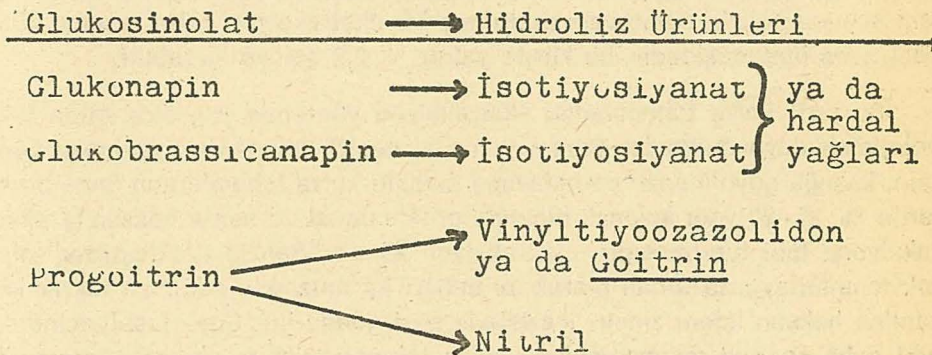 Glukosinolat → Hidroliz Ürünleri
Glukonapin → İsotiyosiyanat } ya da
hardal
Glukobrassicanapin → İsotiyosiyanat } yağları
Vinyltiyoozazolidon
ya da Goitrin
Progoitrin
Nitril